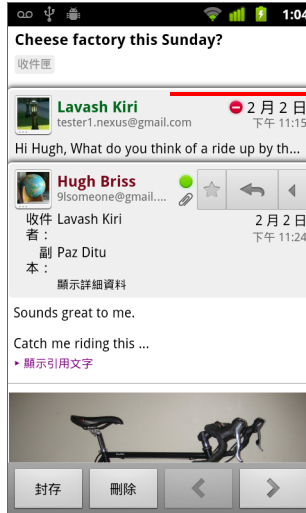 1:04
Cheese factory this Sunday?
收件匣
Lavash Kiri
2 月 2 日
tester1.nexus@gmail.com
下午 11:15
Hi Hugh, What do you think of a ride up by th...
Hugh Briss
9lsomeone@gmail....
收件者： Lavash Kiri
2 月 2 日
下午 11:24
副本： Paz Ditu
顯示詳細資料
Sounds great to me.
Catch me riding this ...
顯示引用文字
封存
刪除